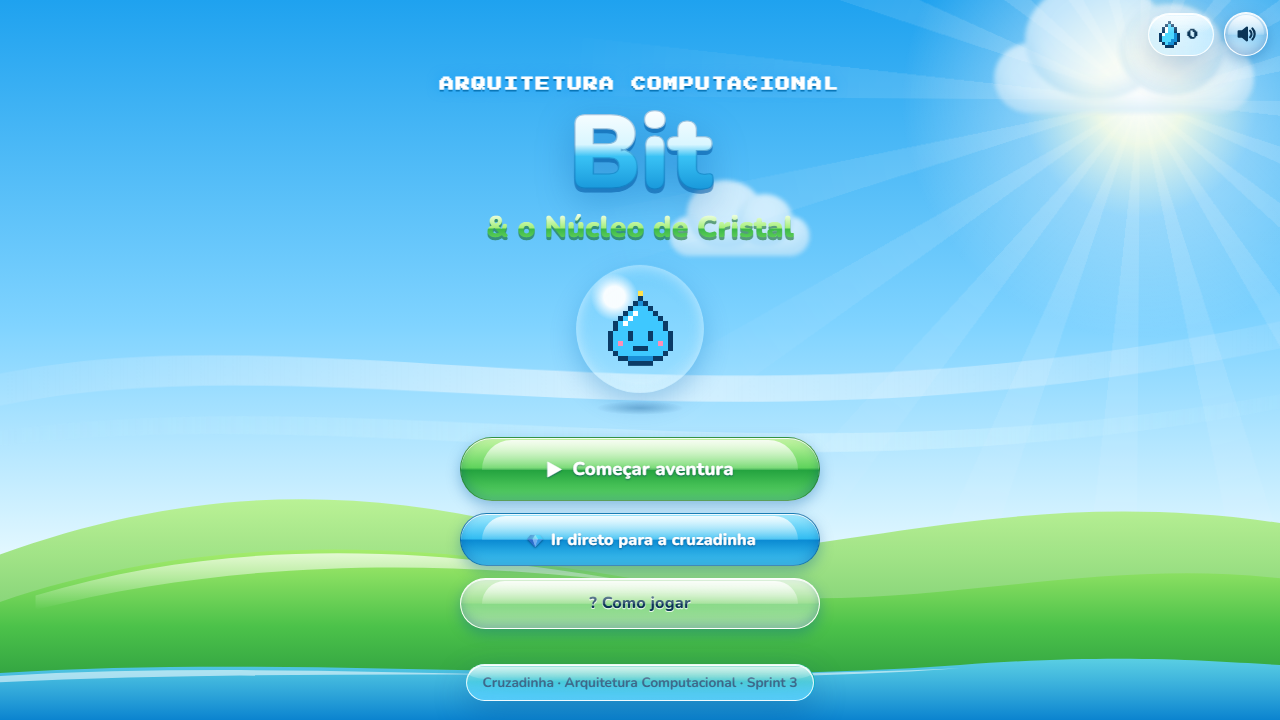 0
ARQUITETURA COMPUTACIONAL
Bit
& o Núcleo de Cristal
Começar aventura
Ir direto para a cruzadinha
? Como jogar
Cruzadinha · Arquitetura Computacional · Sprint 3